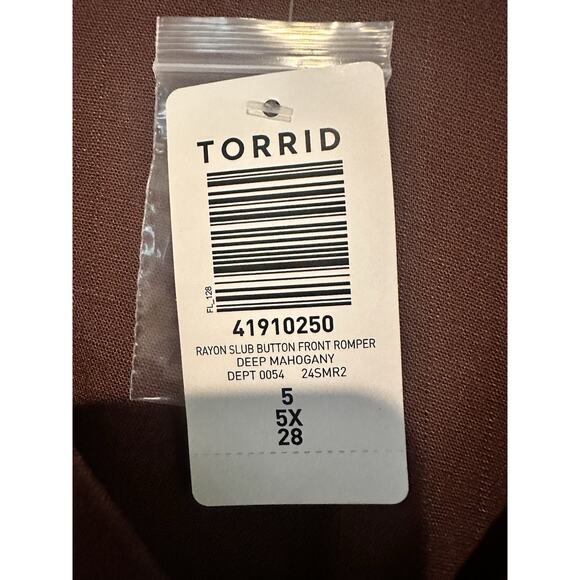 TORRID
FL_128
41910250
RAYON SLUB BUTTON FRONT ROMPER
DEEP MAHOGANY
DEPT 0054 24SMR2
5
5X
28